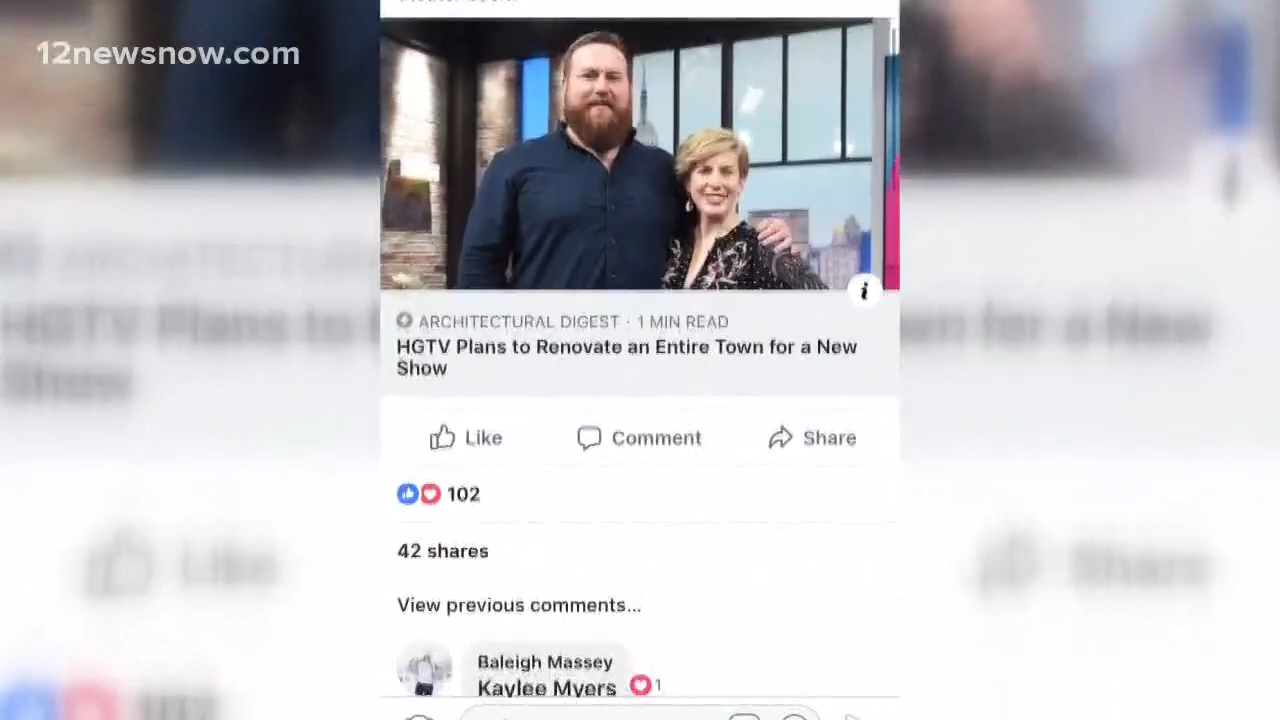 12newsnow.com
ARCHITECTURAL DIGEST · 1 MIN READ
HGTV Plans to Renovate an Entire Town for a New
Show
Like Comment Share
102
42 shares
View previous comments...
Baleigh Massey
Kaylee Myers 1